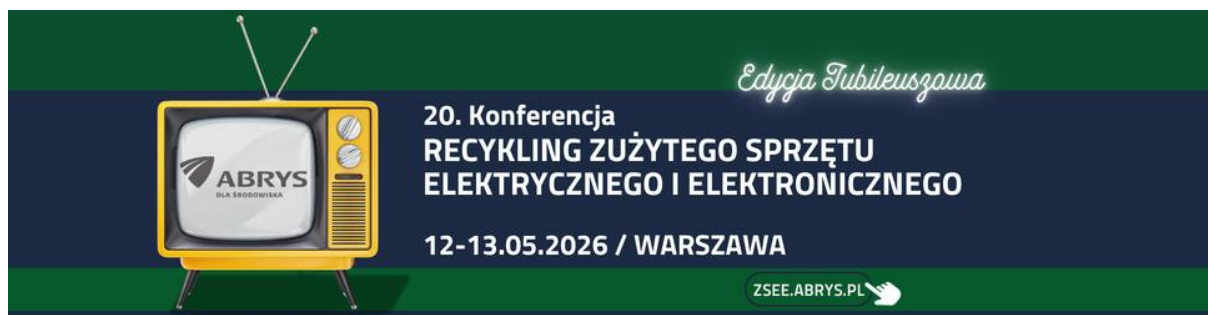 Edycja Jubileuszowa
20. Konferencja
RECYKLING ZUŻYTEGO SPRZĘTU
ELEKTRYCZNEGO I ELEKTRONICZNEGO
12-13.05.2026 / WARSZAWA
ABRYS
DLA ŚRODOWISKA
ZSEE.ABRYS.PL